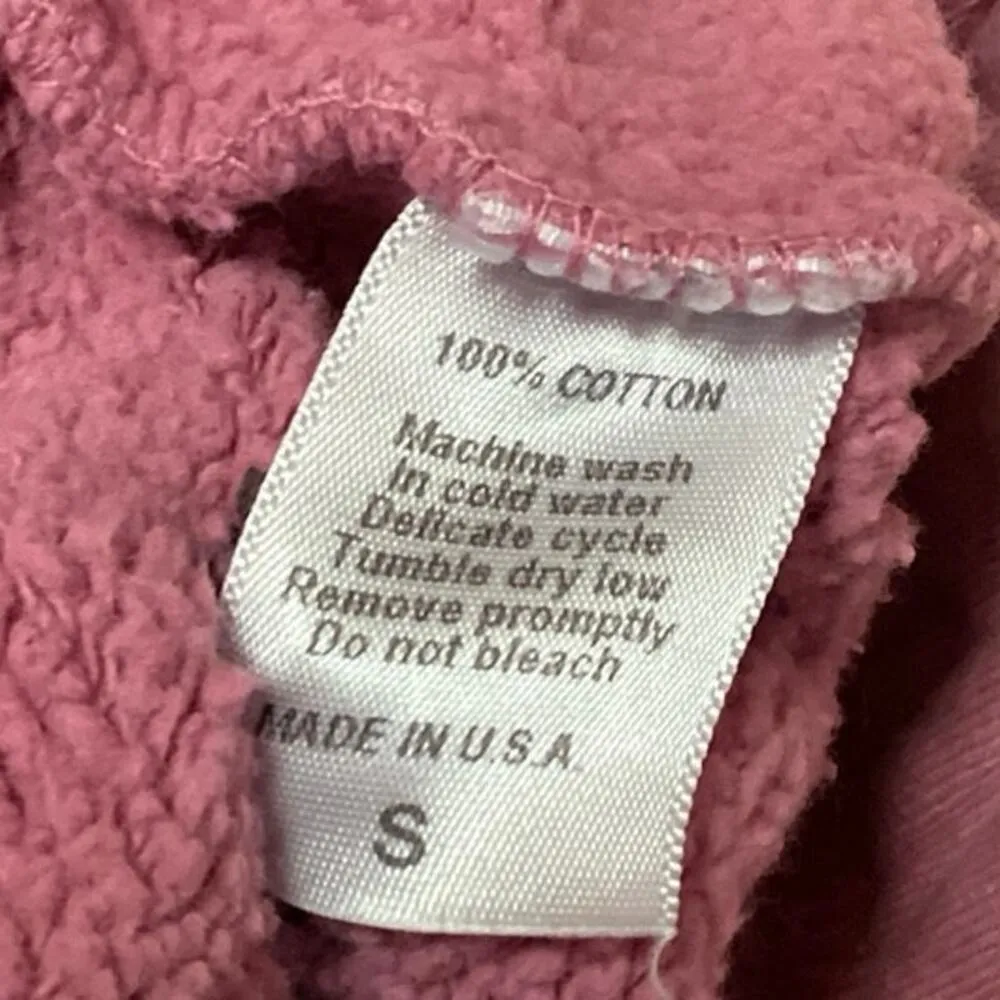 100% COTTON
Machine wash
In cold water
Delicate cycle
Tumble dry low
Remove promptly
Do not bleach
MADE IN U.S.A.
S